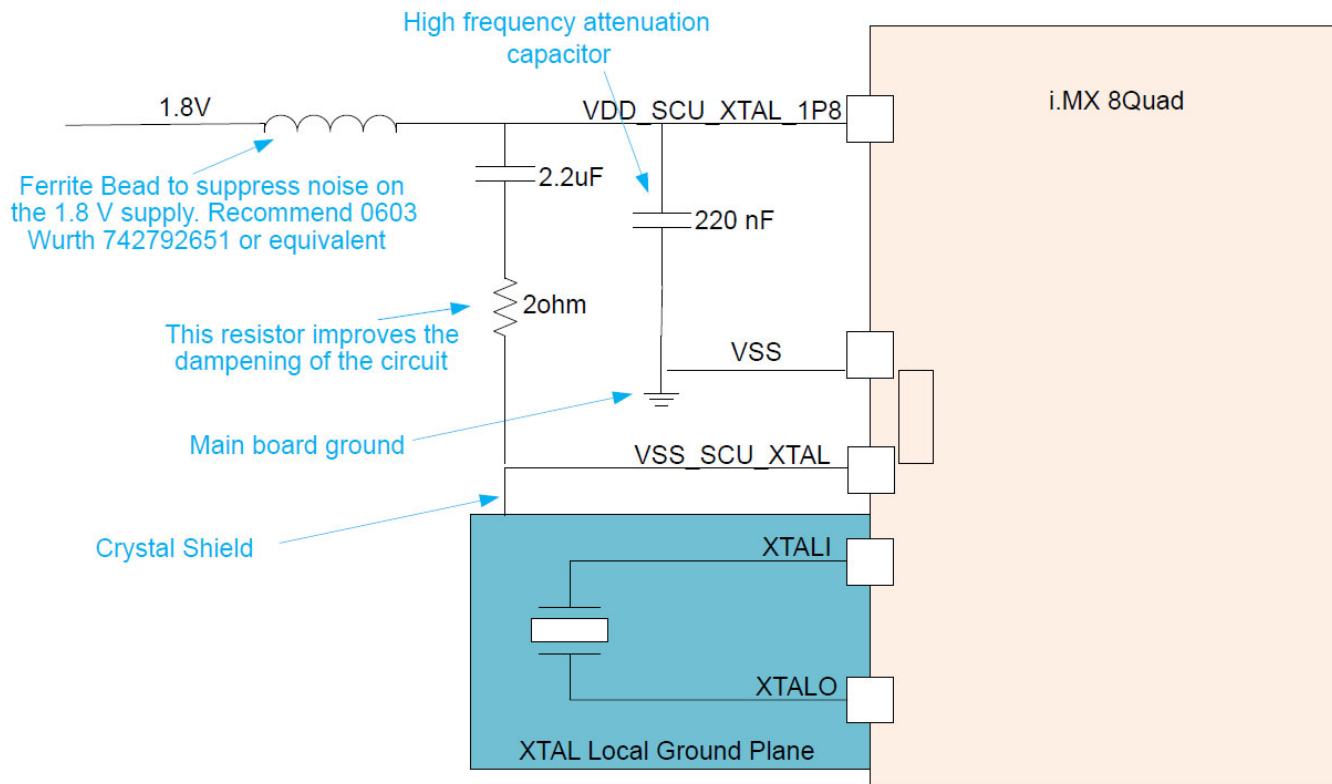 High frequency attenuation
capacitor
1.8V
VDD_SCU_XTAL_1P8
i.MX 8Quad
Ferrite Bead to suppress noise on
the 1.8 V supply. Recommend 0603
Wurth 742792651 or equivalent
2.2uF
220 nF
2ohm
This resistor improves the
dampening of the circuit
VSS
Main board ground
VSS_SCU_XTAL
Crystal Shield
XTALI
XTALO
XTAL Local Ground Plane